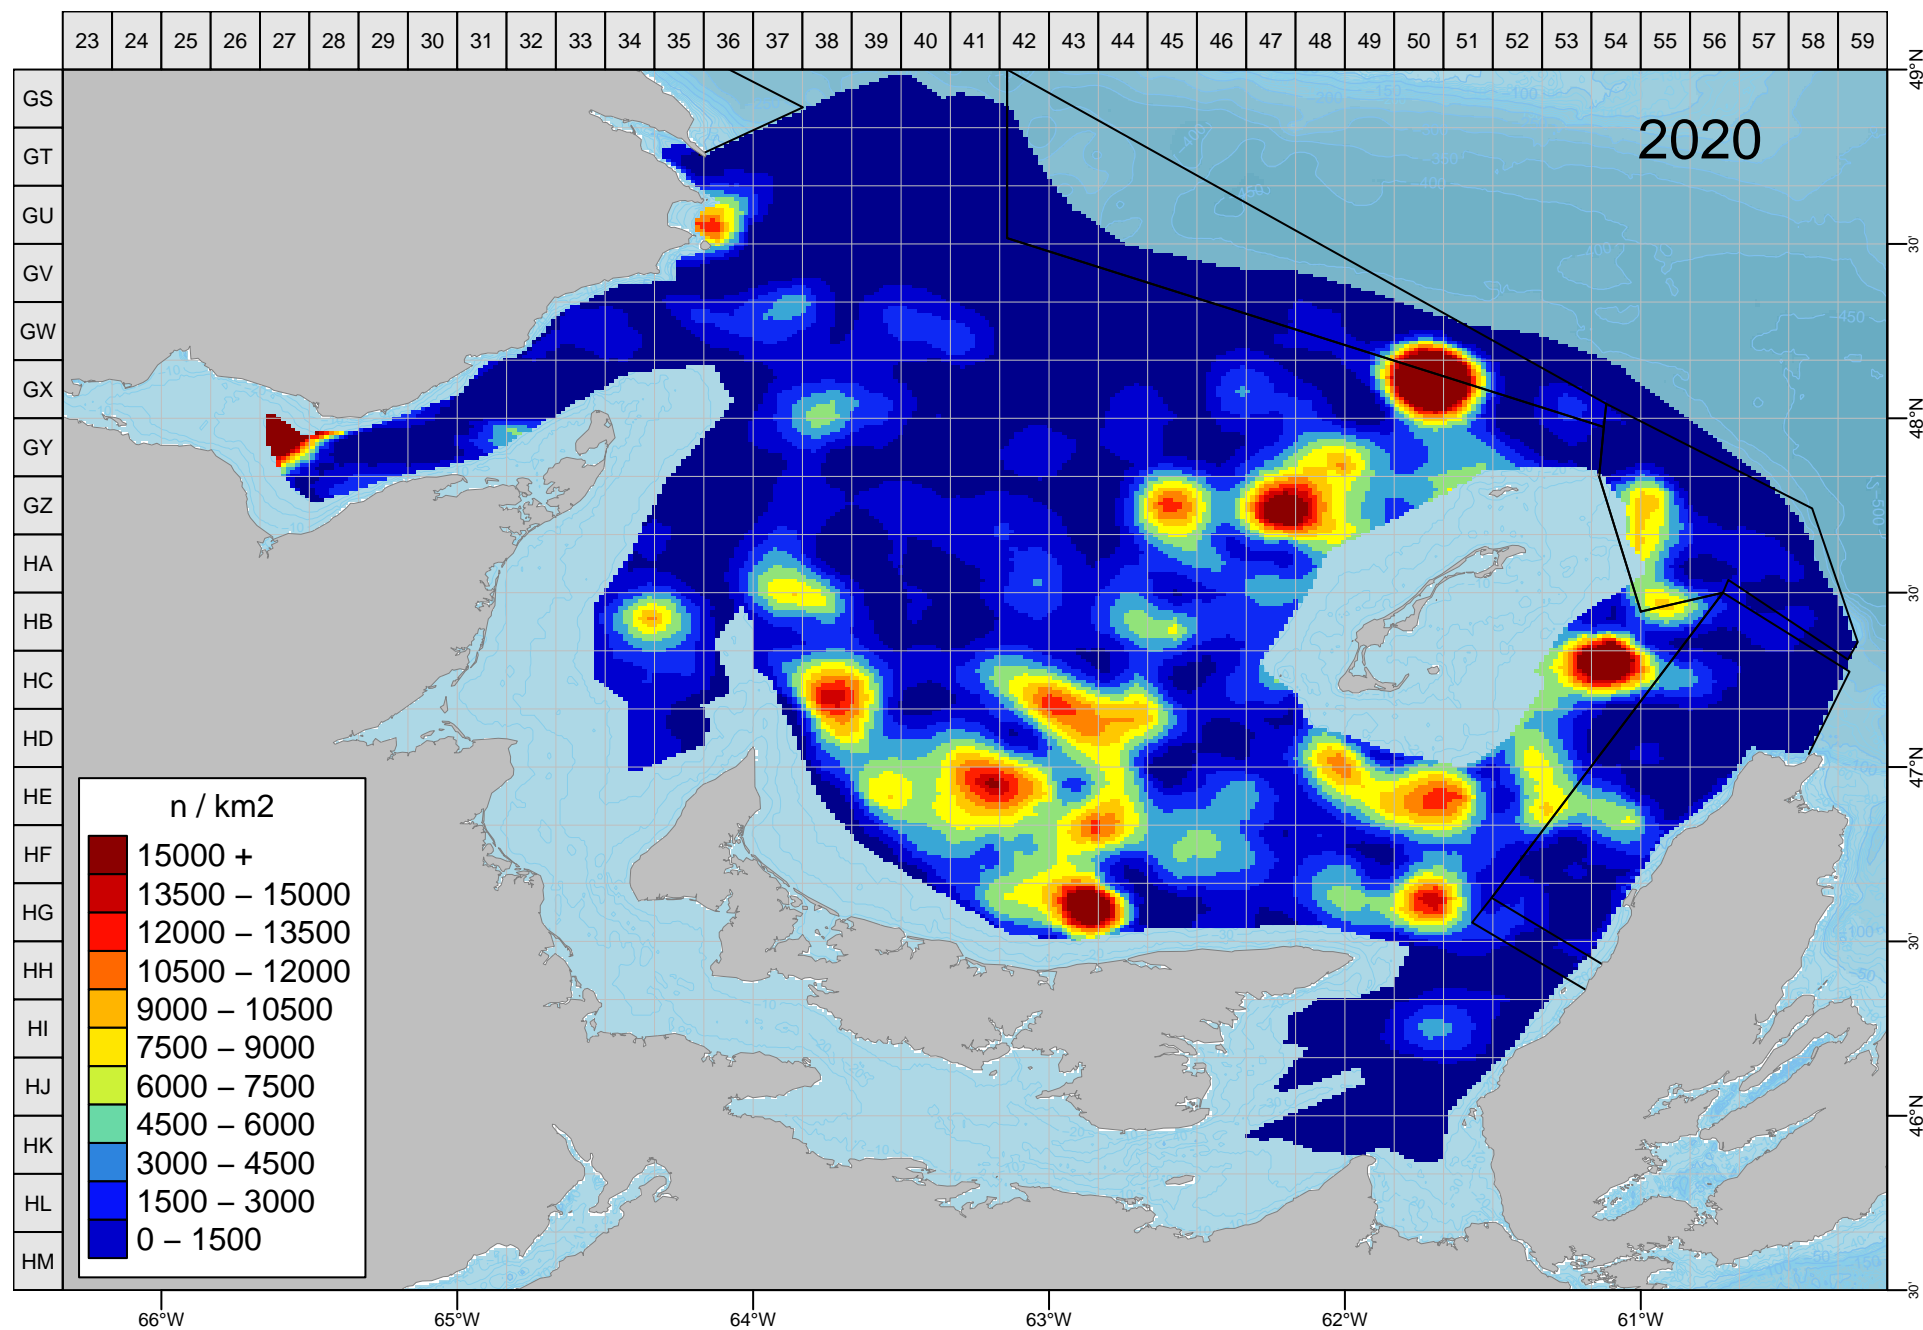 23 24 25 26 27 28 29 30 31 32 33 34 35 36 37 38 39 40 41 42 43 44 45 46 47 48 49 50 51 52 53 54 55 56 57 58 59
GS
GT
GU
GV
GW
GX
GY
GZ
HA
HB
HC
HD
HE
HF
HG
HH
HI
HJ
HK
HL
HM
2020
49°N
30'
48°N
30'
47°N
30'
46°N
30'
n / km2
15000 +
13500 – 15000
12000 – 13500
10500 – 12000
9000 – 10500
7500 – 9000
6000 – 7500
4500 – 6000
3000 – 4500
1500 – 3000
0 – 1500
66°W 65°W 64°W 63°W 62°W 61°W